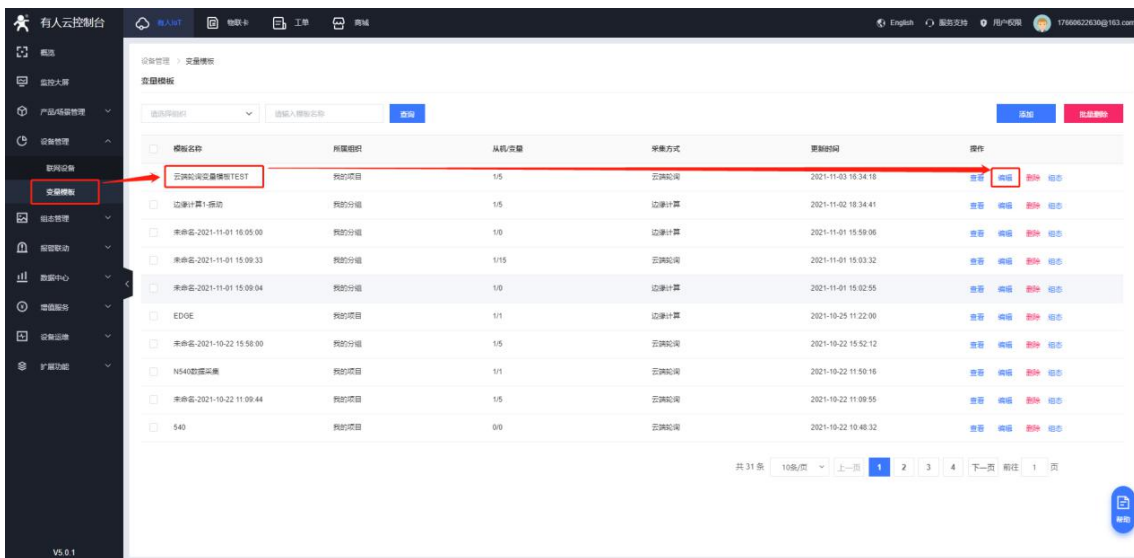 有人云控制台
有人IoT 物联卡 工单 商城
English 服务支持 用户权限 17660622630@163.com
概览
监控大屏
产品/场景管理
设备管理
联网设备
变量模板
组态管理
报警联动
数据中心
增值服务
设备运维
扩展功能
V5.0.1
设备管理 > 变量模板
变量模板
请选择组织 请输入模板名称 查询 添加 批量删除
模板名称 所属组织 从机/变量 采集方式 更新时间 操作
云端轮询变量模板TEST 我的项目 1/5 云端轮询 2021-11-03 16:34:18 查看 编辑 删除 组态
边缘计算1-振动 我的分组 1/5 边缘计算 2021-11-02 18:34:41 查看 编辑 删除 组态
未命名-2021-11-01 16:05:00 我的分组 1/0 边缘计算 2021-11-01 15:59:06 查看 编辑 删除 组态
未命名-2021-11-01 15:09:33 我的分组 1/15 云端轮询 2021-11-01 15:03:32 查看 编辑 删除 组态
未命名-2021-11-01 15:09:04 我的分组 1/0 边缘计算 2021-11-01 15:02:55 查看 编辑 删除 组态
EDGE 我的项目 1/1 边缘计算 2021-10-25 11:22:00 查看 编辑 删除 组态
未命名-2021-10-22 15:58:00 我的分组 1/5 云端轮询 2021-10-22 15:52:12 查看 编辑 删除 组态
N540数据采集 我的项目 1/1 云端轮询 2021-10-22 11:50:16 查看 编辑 删除 组态
未命名-2021-10-22 11:09:44 我的项目 1/5 云端轮询 2021-10-22 11:09:55 查看 编辑 删除 组态
540 我的项目 0/0 云端轮询 2021-10-22 10:48:32 查看 编辑 删除 组态
共 31 条 10条/页 上一页 1 2 3 4 下一页 前往 1 页
帮助